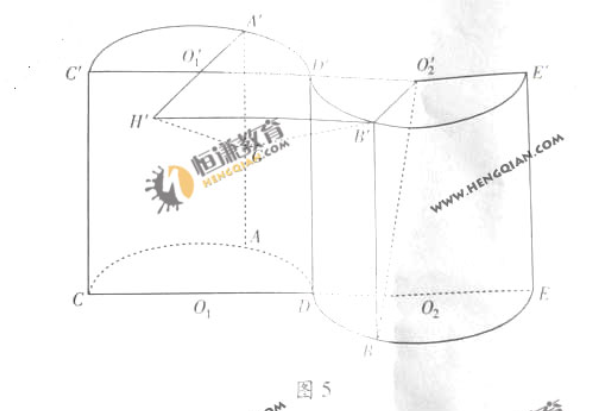 A'
C' O₁' D' O₂' E'
H' B'
G
恒谦教育
HENGQIAN.COM
WWW.HENGQIAN.COM
A
C O₁ D O₂ E
B
图 5